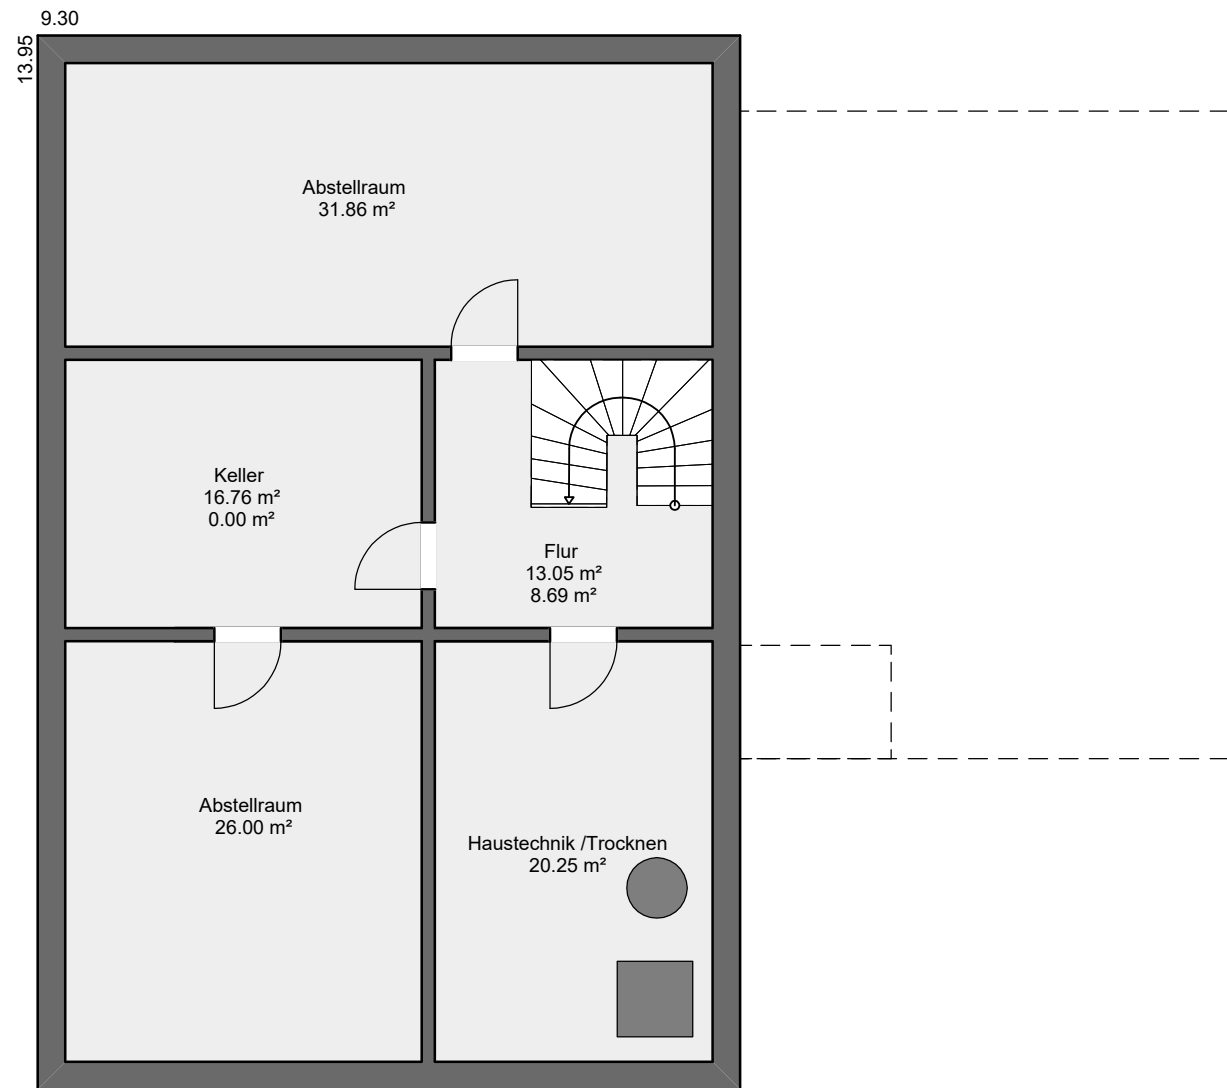 9.30
13.95
Abstellraum
31.86 m²
Keller
16.76 m²
0.00 m²
Flur
13.05 m²
8.69 m²
Abstellraum
26.00 m²
Haustechnik /Trocknen
20.25 m²